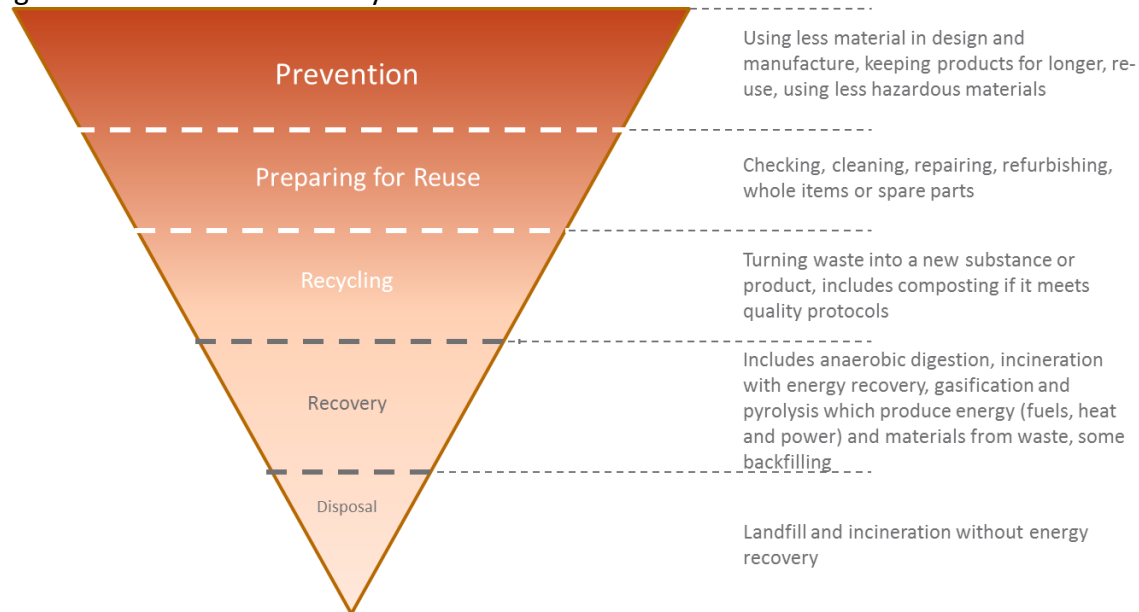 Prevention
Using less material in design and
manufacture, keeping products for longer, re-
use, using less hazardous materials
Preparing for Reuse
Checking, cleaning, repairing, refurbishing,
whole items or spare parts
Recycling
Turning waste into a new substance or
product, includes composting if it meets
quality protocols
Recovery
Includes anaerobic digestion, incineration
with energy recovery, gasification and
pyrolysis which produce energy (fuels, heat
and power) and materials from waste, some
backfilling
Disposal
Landfill and incineration without energy
recovery